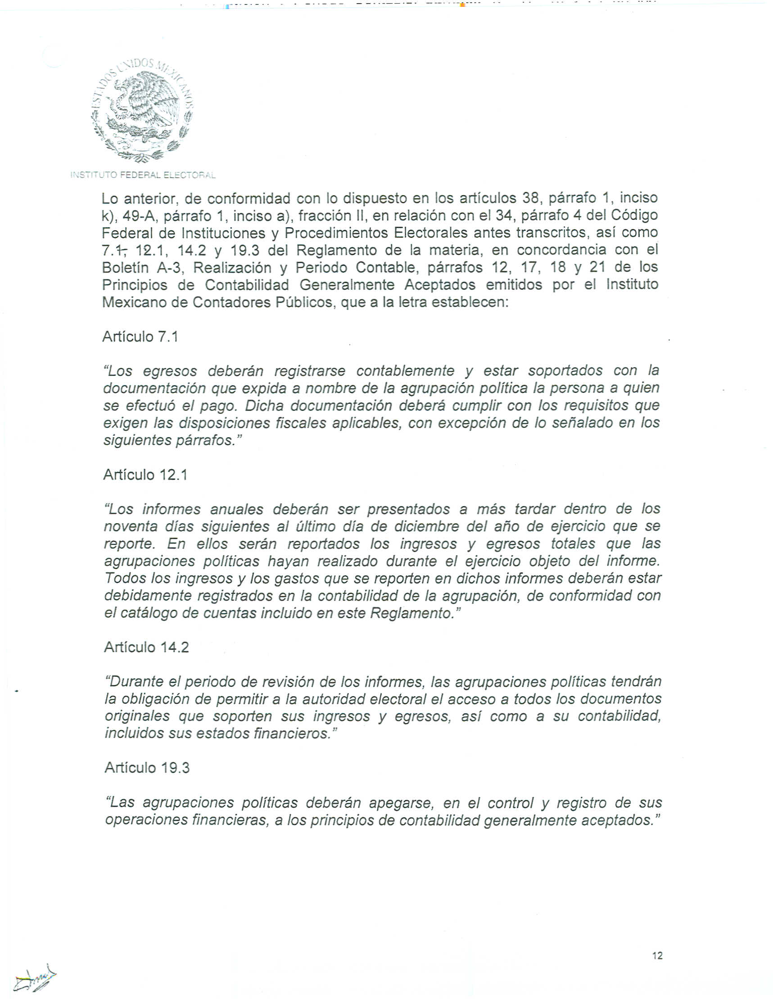 ESTADOS UNIDOS MEXICANOS
INSTITUTO FEDERAL ELECTORAL
Lo anterior, de conformidad con lo dispuesto en los artículos 38, párrafo 1, inciso
k), 49-A, párrafo 1, inciso a), fracción II, en relación con el 34, párrafo 4 del Código
Federal de Instituciones y Procedimientos Electorales antes transcritos, así como
7.1, 12.1, 14.2 y 19.3 del Reglamento de la materia, en concordancia con el
Boletín A-3, Realización y Periodo Contable, párrafos 12, 17, 18 y 21 de los
Principios de Contabilidad Generalmente Aceptados emitidos por el Instituto
Mexicano de Contadores Públicos, que a la letra establecen:
Artículo 7.1
“Los egresos deberán registrarse contablemente y estar soportados con la
documentación que expida a nombre de la agrupación política la persona a quien
se efectuó el pago. Dicha documentación deberá cumplir con los requisitos que
exigen las disposiciones fiscales aplicables, con excepción de lo señalado en los
siguientes párrafos.”
Artículo 12.1
“Los informes anuales deberán ser presentados a más tardar dentro de los
noventa días siguientes al último día de diciembre del año de ejercicio que se
reporte. En ellos serán reportados los ingresos y egresos totales que las
agrupaciones políticas hayan realizado durante el ejercicio objeto del informe.
Todos los ingresos y los gastos que se reporten en dichos informes deberán estar
debidamente registrados en la contabilidad de la agrupación, de conformidad con
el catálogo de cuentas incluido en este Reglamento.”
Artículo 14.2
“Durante el periodo de revisión de los informes, las agrupaciones políticas tendrán
la obligación de permitir a la autoridad electoral el acceso a todos los documentos
originales que soporten sus ingresos y egresos, así como a su contabilidad,
incluidos sus estados financieros.”
Artículo 19.3
“Las agrupaciones políticas deberán apegarse, en el control y registro de sus
operaciones financieras, a los principios de contabilidad generalmente aceptados.”
12